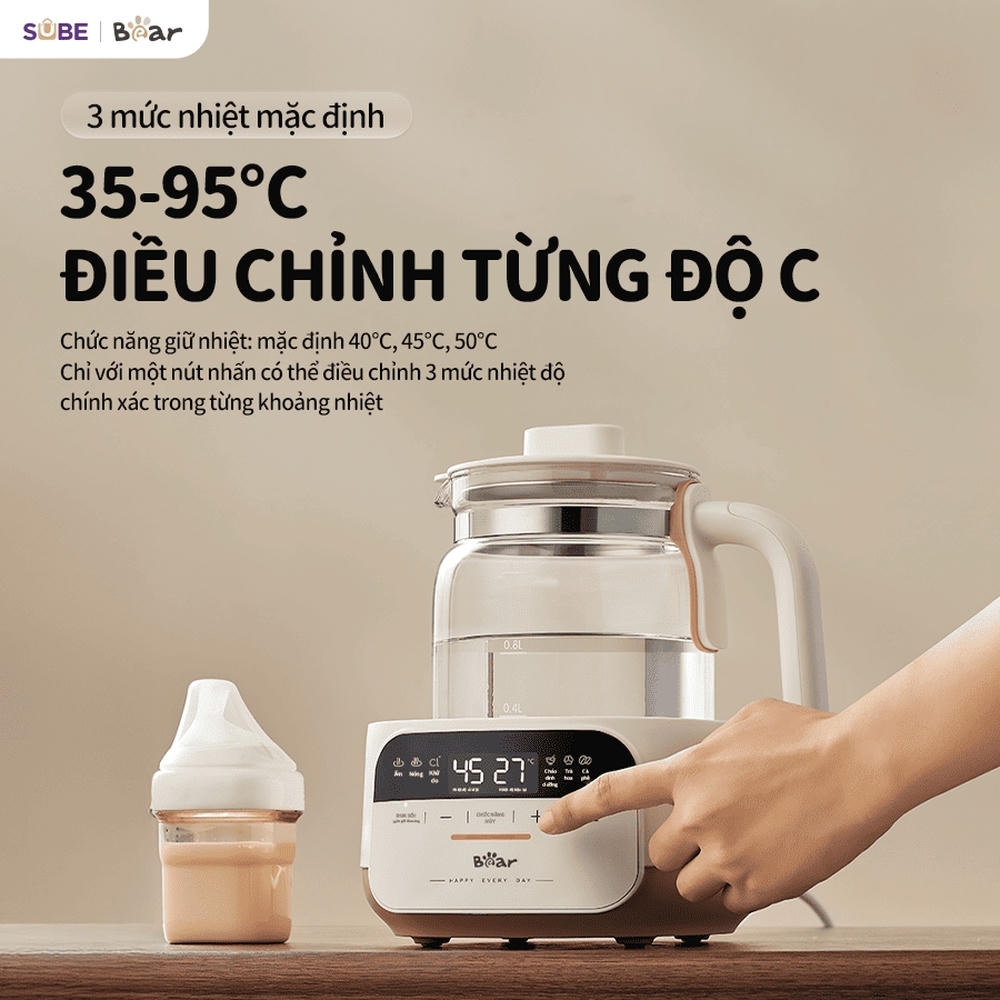 SUBE | Bear
3 mức nhiệt mặc định
35-95°C
ĐIỀU CHỈNH TỪNG ĐỘ C
Chức năng giữ nhiệt: mặc định 40°C, 45°C, 50°C
Chỉ với một nút nhấn có thể điều chỉnh 3 mức nhiệt độ
chính xác trong từng khoảng nhiệt
0.8L
0.4L
45 27 °C
Ấm Nóng Khử clo
Cháo dinh dưỡng Trà hoa Cà phê
− CHỨC NĂNG HỦY +
Bear
HAPPY EVERY DAY